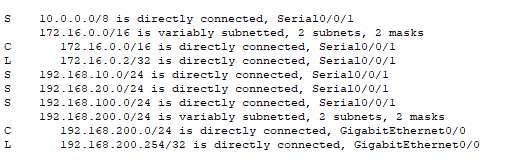 S 10.0.0.0/8 is directly connected, Serial0/0/1
172.16.0.0/16 is variably subnetted, 2 subnets, 2 masks
C 172.16.0.0/16 is directly connected, Serial0/0/1
L 172.16.0.2/32 is directly connected, Serial0/0/1
S 192.168.10.0/24 is directly connected, Serial0/0/1
S 192.168.20.0/24 is directly connected, Serial0/0/1
S 192.168.100.0/24 is directly connected, Serial0/0/1
192.168.200.0/24 is variably subnetted, 2 subnets, 2 masks
C 192.168.200.0/24 is directly connected, GigabitEthernet0/0
L 192.168.200.254/32 is directly connected, GigabitEthernet0/0